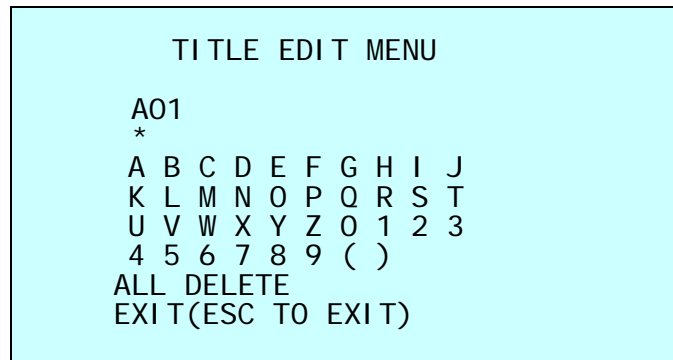 TITLE EDIT MENU
A01
*
A B C D E F G H I J
K L M N O P Q R S T
U V W X Y Z 0 1 2 3
4 5 6 7 8 9 ( )
ALL DELETE
EXIT(ESC TO EXIT)